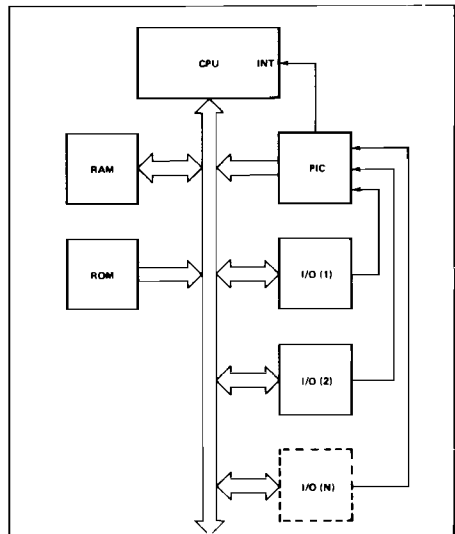 CPU INT
RAM
PIC
ROM
I/O (1)
I/O (2)
I/O (N)